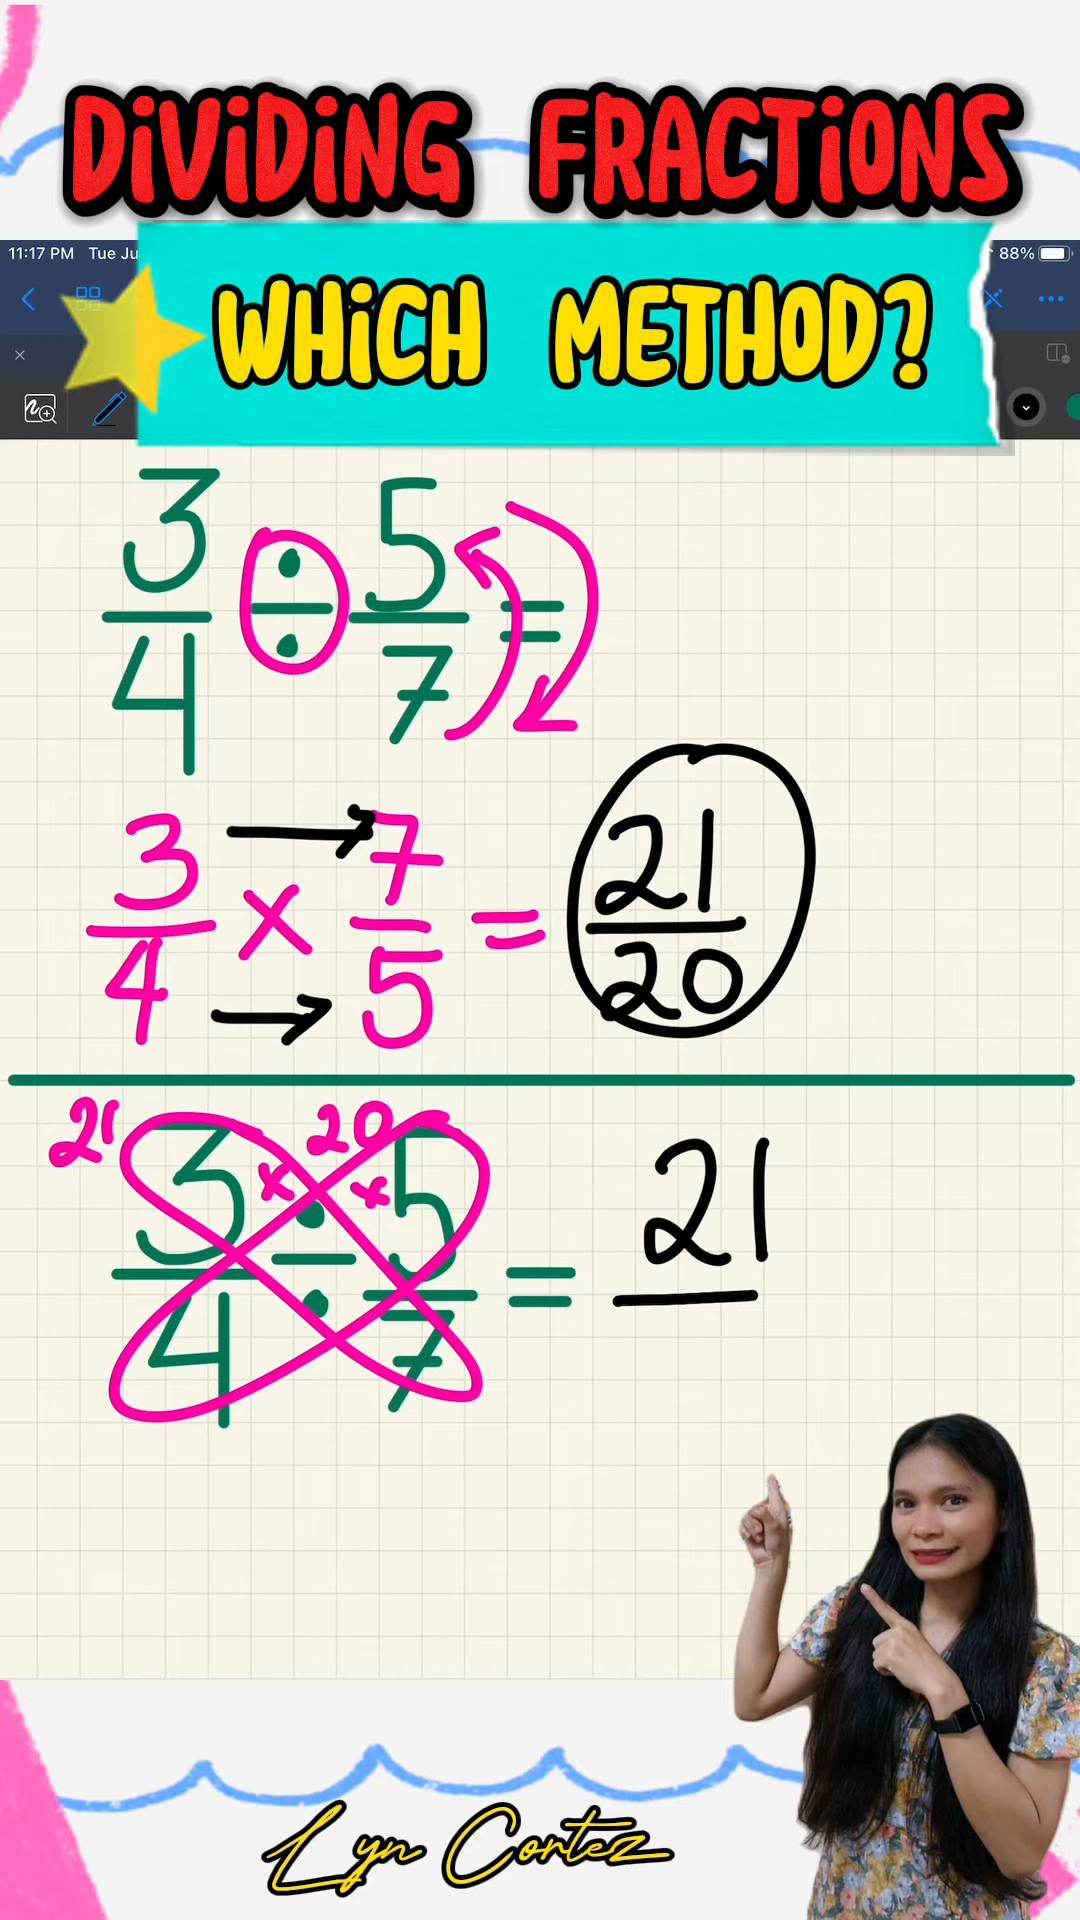 DiViDiNG FRACTiONS
11:17 PM Tue Ju 88%
WHiCH METHOD?
3/4 ÷ 5/7 =
3/4 × 7/5 = 21/20
21 20
× ×
3/4 ÷ 5/7 = 21
Lyn Cortez